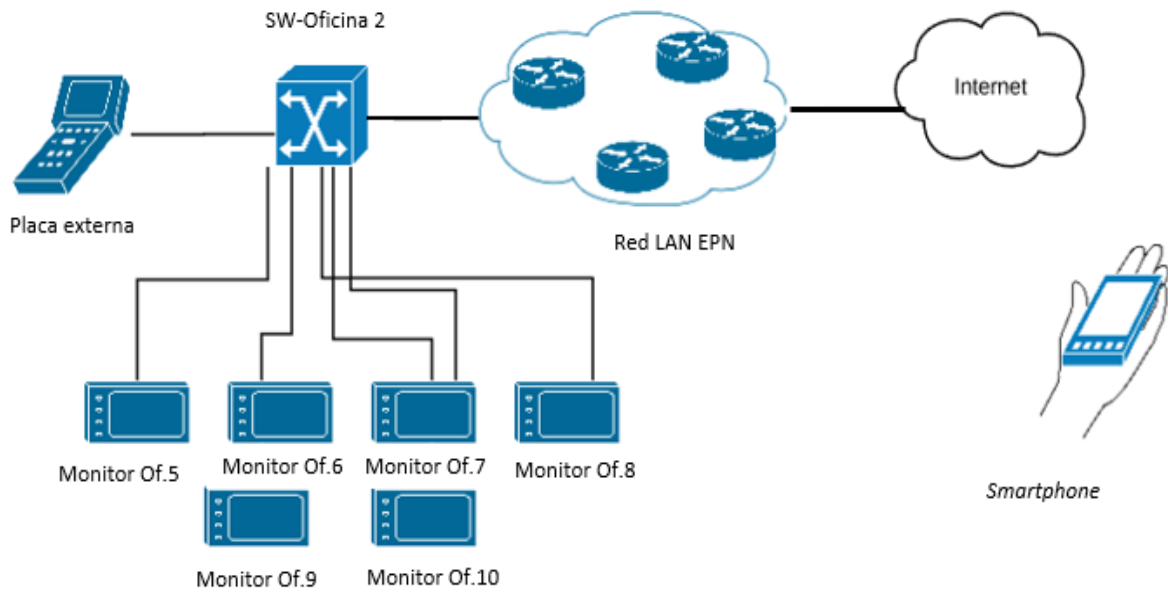 SW-Oficina 2
Internet
Placa externa
Red LAN EPN
Monitor Of.5
Monitor Of.6
Monitor Of.7
Monitor Of.8
Smartphone
Monitor Of.9
Monitor Of.10